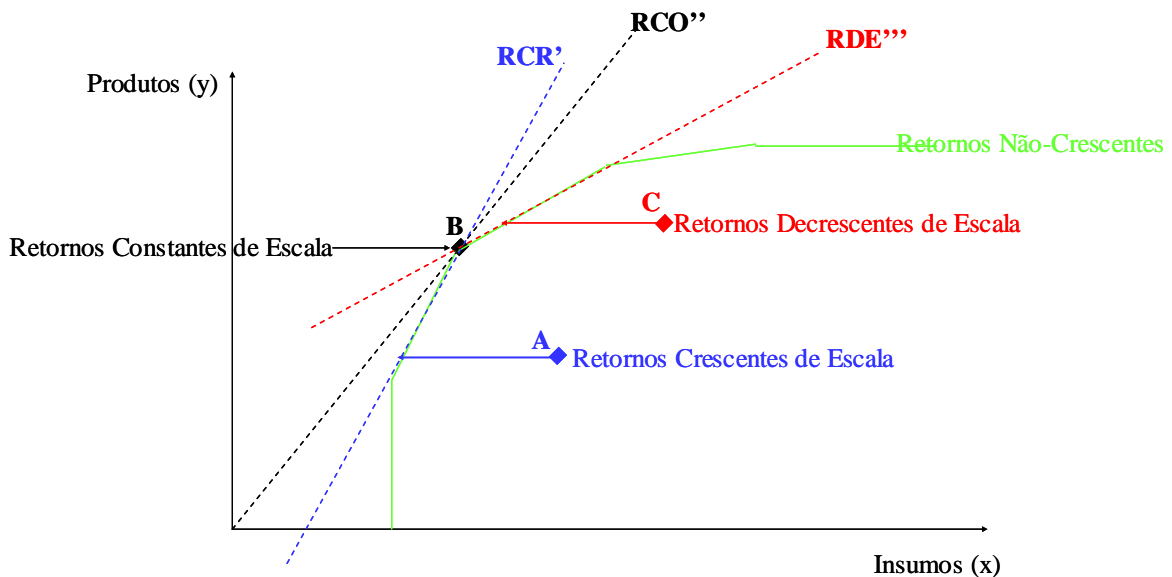 RCO’’
RCR’
RDE’’’
Produtos (y)
Retornos Não-Crescentes
C
Retornos Decrescentes de Escala
B
Retornos Constantes de Escala
A
Retornos Crescentes de Escala
Insumos (x)